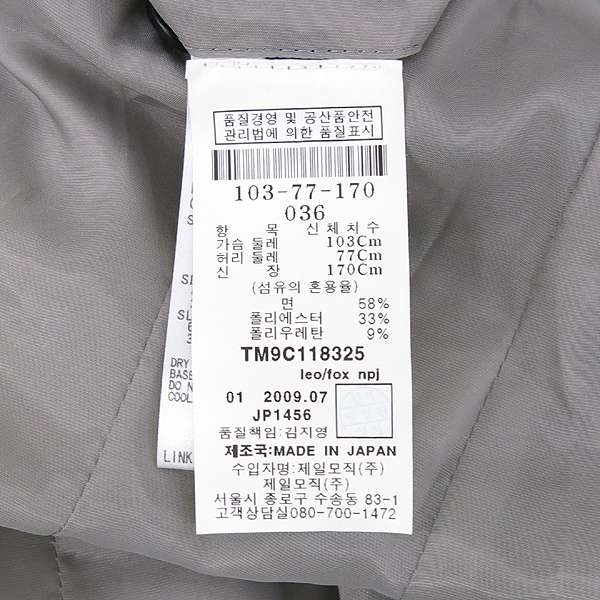 품질경영 및 공산품안전
관리법에 의한 품질표시
103-77-170
036
항 목 신체치수
가슴 둘레 103Cm
허리 둘레 77Cm
신 장 170Cm
(섬유의 혼용율)
면 58%
폴리에스터 33%
폴리우레탄 9%
TM9C118325
leo/fox npj
01 2009.07
JP1456
품질책임:김지영
제조국:MADE IN JAPAN
수입자명:제일모직(주)
제일모직(주)
서울시 종로구 수송동 83-1
고객상담실080-700-1472
DRY
BASE
DO N
COOL
LINK